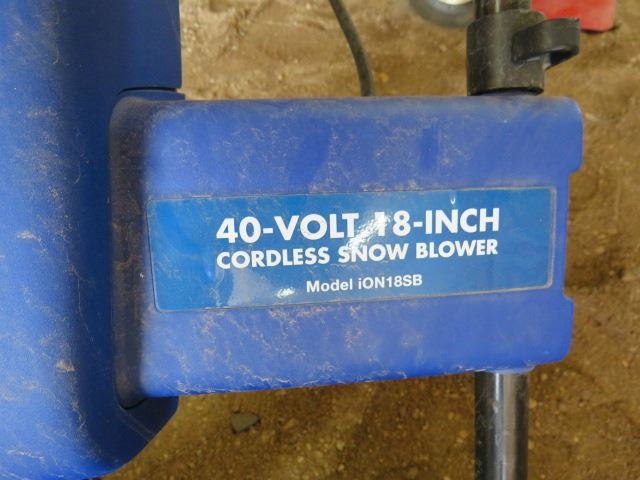 40-VOLT 18-INCH
CORDLESS SNOW BLOWER
Model iON18SB